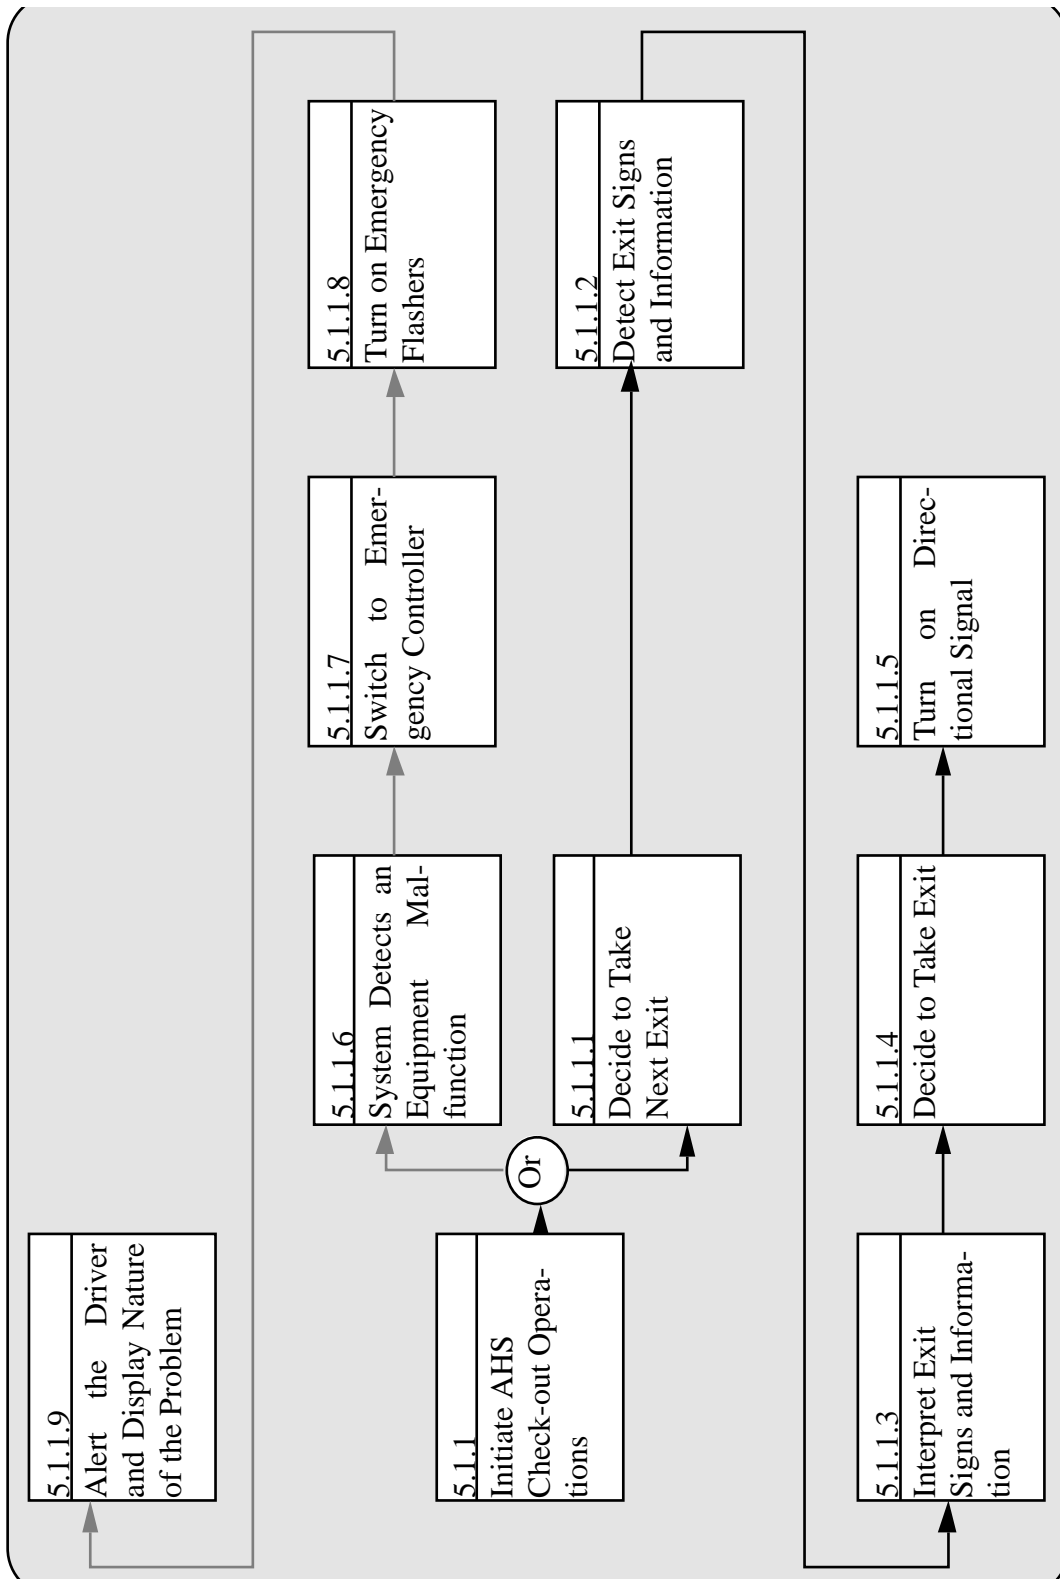 5.1.1.9
Alert the Driver
and Display Nature
of the Problem
5.1.1.6
System Detects an
Equipment Mal-
function
5.1.1.7
Switch to Emer-
gency Controller
5.1.1.8
Turn on Emergency
Flashers
5.1.1
Initiate AHS
Check-out Opera-
tions
Or
5.1.1.1
Decide to Take
Next Exit
5.1.1.2
Detect Exit Signs
and Information
5.1.1.3
Interpret Exit
Signs and Informa-
tion
5.1.1.4
Decide to Take Exit
5.1.1.5
Turn on Direc-
tional Signal